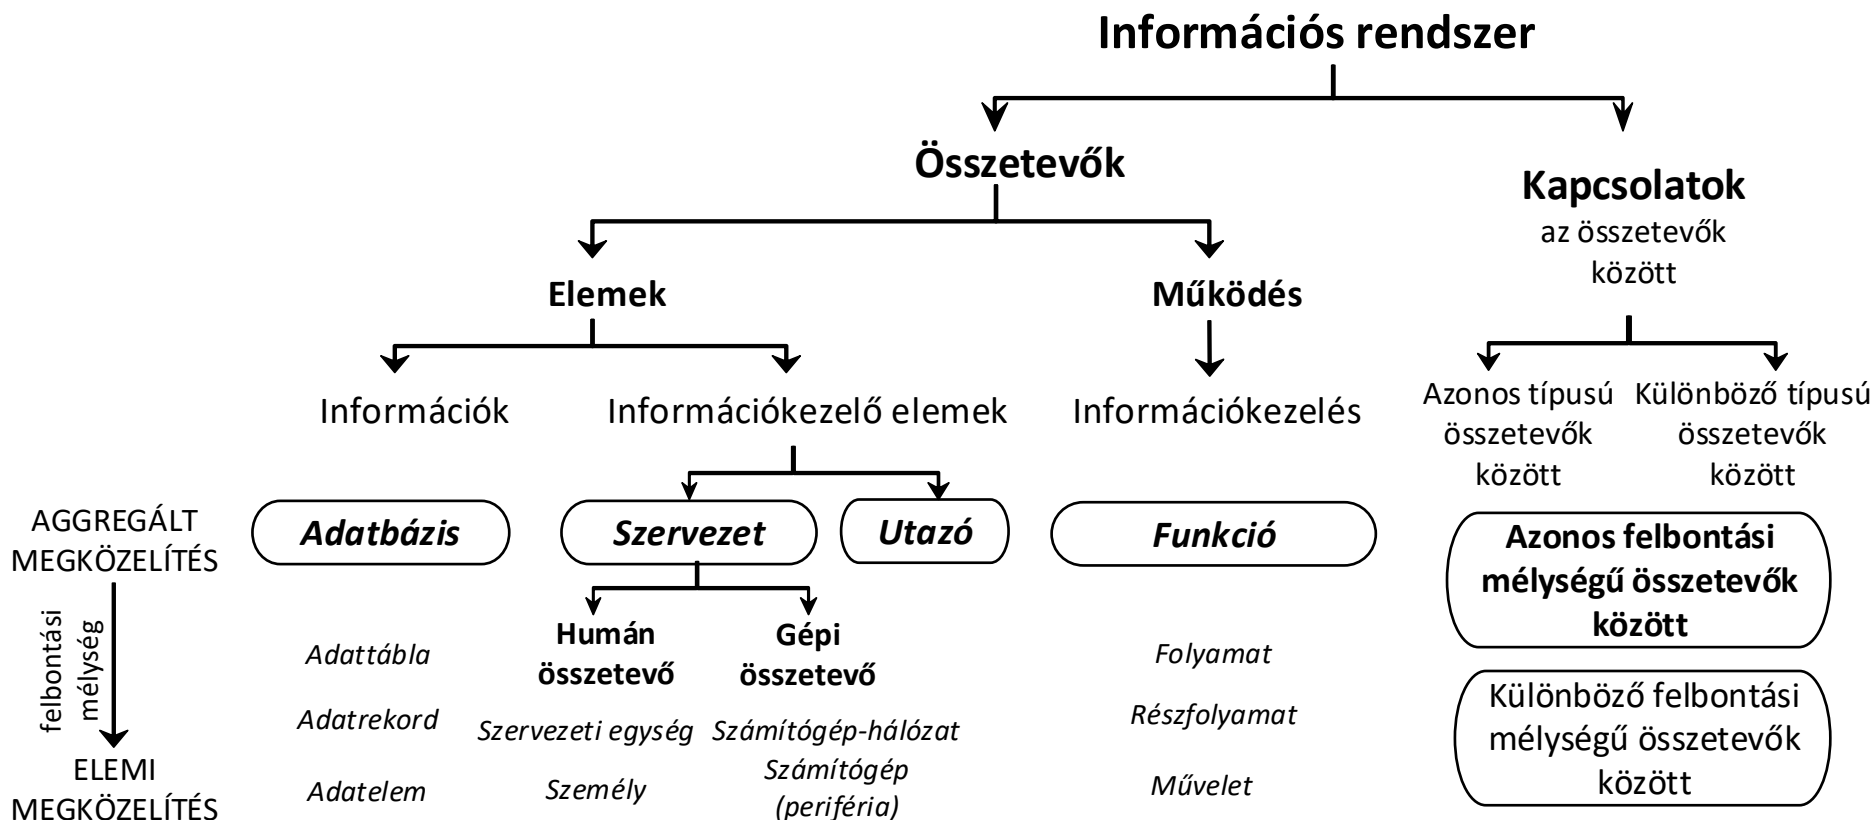 Információs rendszer
Összetevők
Kapcsolatok
az összetevők
között
Elemek
Működés
Információk
Információkezelő elemek
Információkezelés
Azonos típusú
összetevők
között
Különböző típusú
összetevők
között
AGGREGÁLT
MEGKÖZELÍTÉS
Adatbázis
Szervezet
Utazó
Funkció
Azonos felbontási
mélységű összetevők
között
felbontási
mélység
Humán
összetevő
Gépi
összetevő
Adattábla
Folyamat
Adatrekord
Szervezeti egység
Számítógép-hálózat
Részfolyamat
Különböző felbontási
mélységű összetevők
között
ELEMI
MEGKÖZELÍTÉS
Adatelem
Személy
Számítógép
(periféria)
Művelet